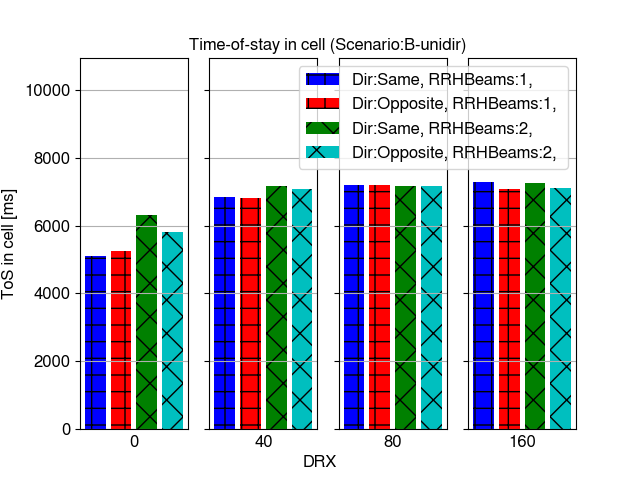 Time-of-stay in cell (Scenario:B-unidir)
Dir:Same, RRHBeams:1,
Dir:Opposite, RRHBeams:1,
Dir:Same, RRHBeams:2,
Dir:Opposite, RRHBeams:2,
ToS in cell [ms]
10000
8000
6000
4000
2000
0
0 40 80 160
DRX